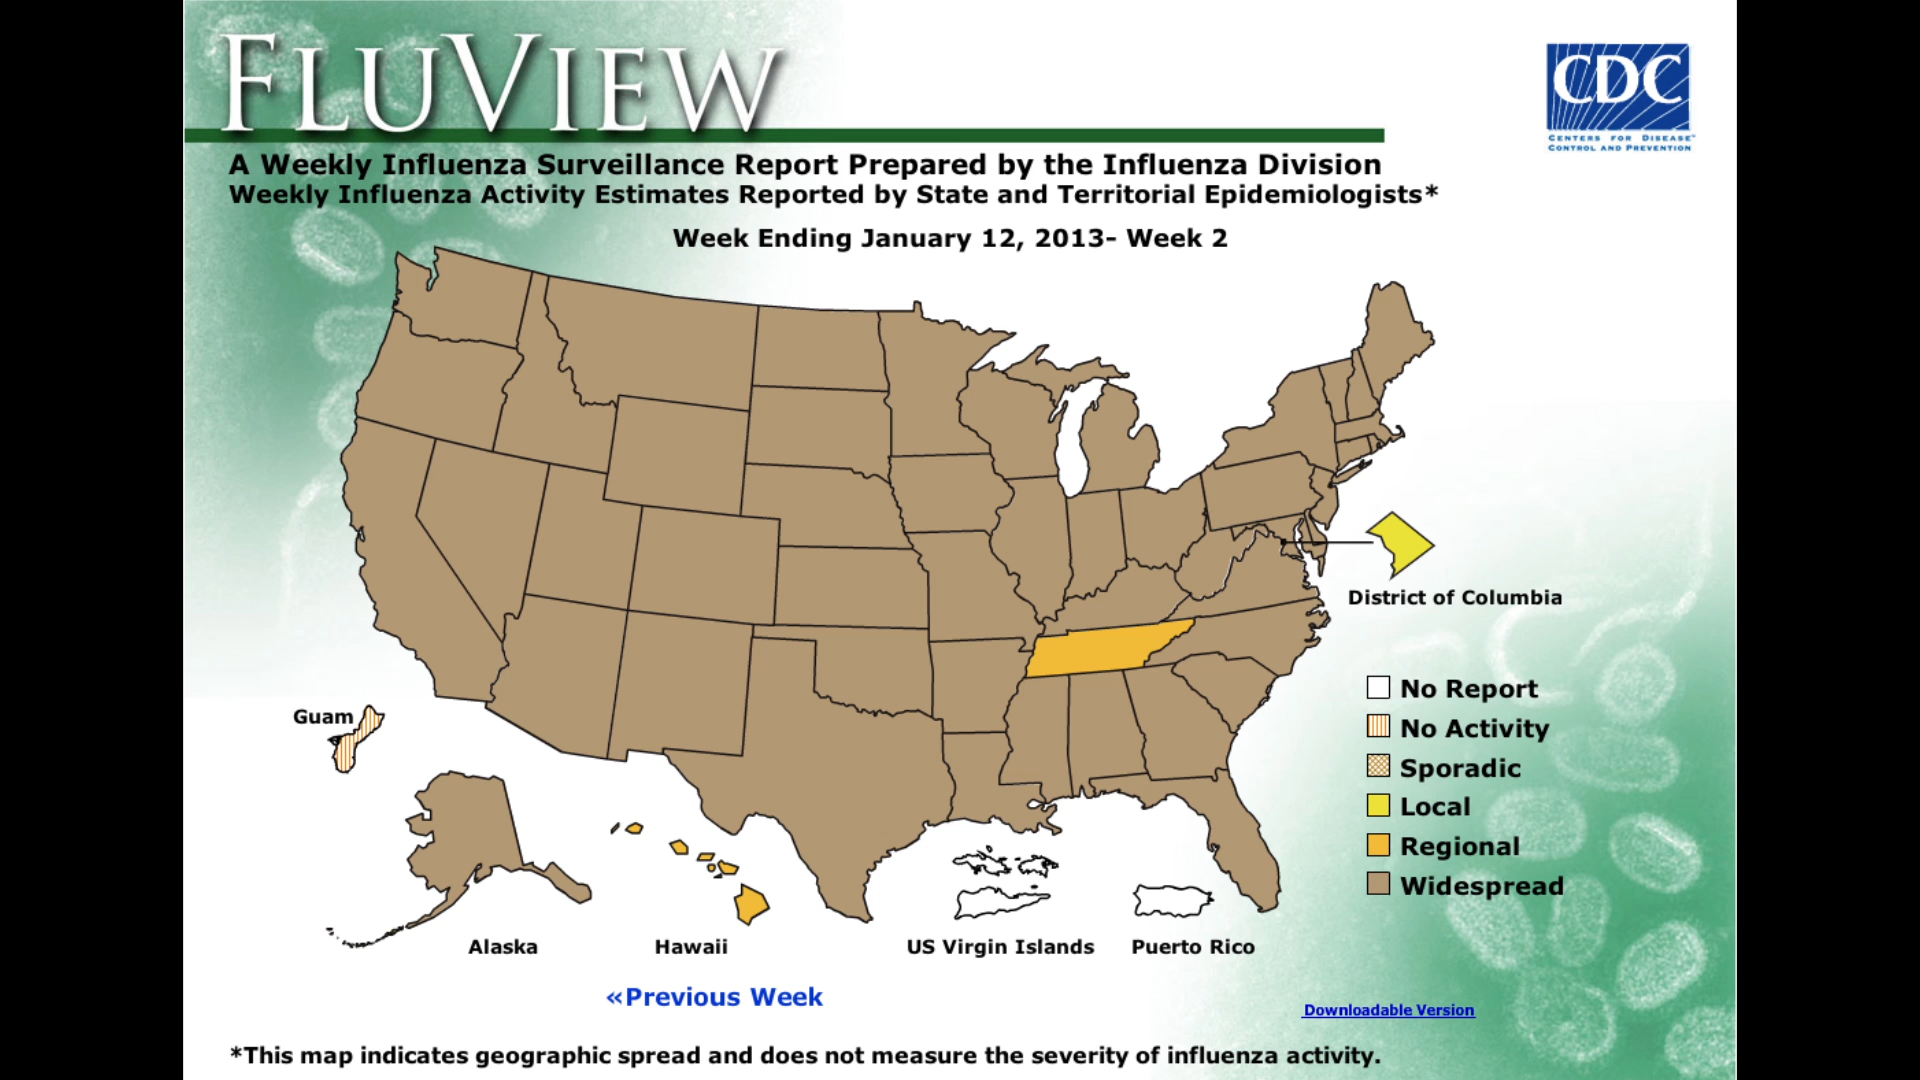 FLUVIEW
CDC
CENTERS FOR DISEASE™
CONTROL AND PREVENTION
A Weekly Influenza Surveillance Report Prepared by the Influenza Division
Weekly Influenza Activity Estimates Reported by State and Territorial Epidemiologists*
Week Ending January 12, 2013- Week 2
District of Columbia
No Report
No Activity
Sporadic
Local
Regional
Widespread
Guam
Alaska
Hawaii
US Virgin Islands
Puerto Rico
«Previous Week
Downloadable Version
*This map indicates geographic spread and does not measure the severity of influenza activity.